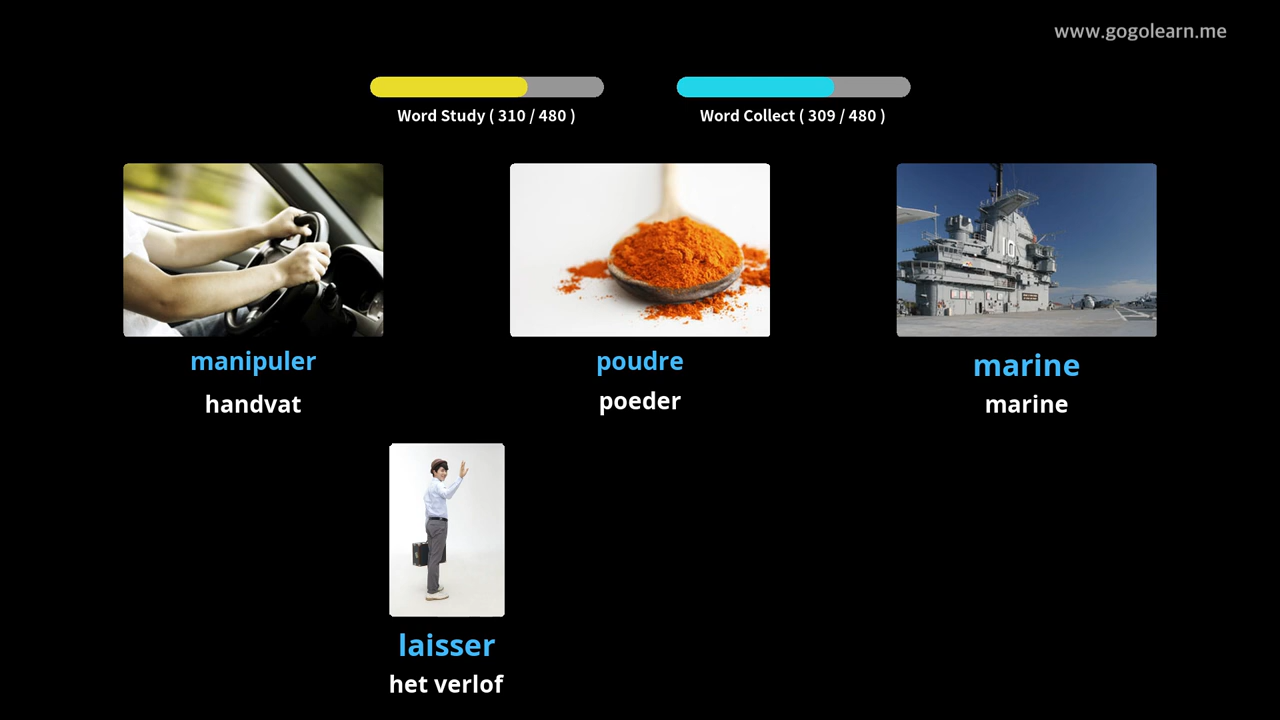 www.gogolearn.me
Word Study ( 310 / 480 )
Word Collect ( 309 / 480 )
10
manipuler
handvat
poudre
poeder
marine
marine
laisser
het verlof